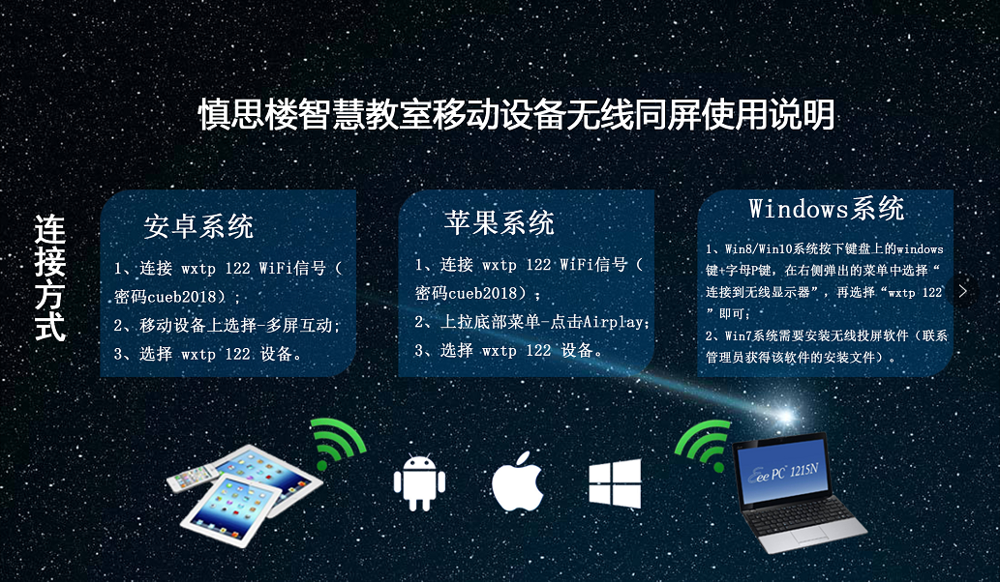 慎思楼智慧教室移动设备无线同屏使用说明
连接方式
安卓系统
1、连接 wxtp 122 WiFi信号（
密码cueb2018）；
2、移动设备上选择-多屏互动;
3、选择 wxtp 122 设备。
苹果系统
1、连接 wxtp 122 WiFi信号（
密码cueb2018）；
2、上拉底部菜单-点击Airplay;
3、选择 wxtp 122 设备。
Windows系统
1、Win8/Win10系统按下键盘上的windows
键+字母P键，在右侧弹出的菜单中选择“
连接到无线显示器”，再选择“wxtp 122
”即可;
2、Win7系统需要安装无线投屏软件（联系
管理员获得该软件的安装文件）。
Eee PC 1215N